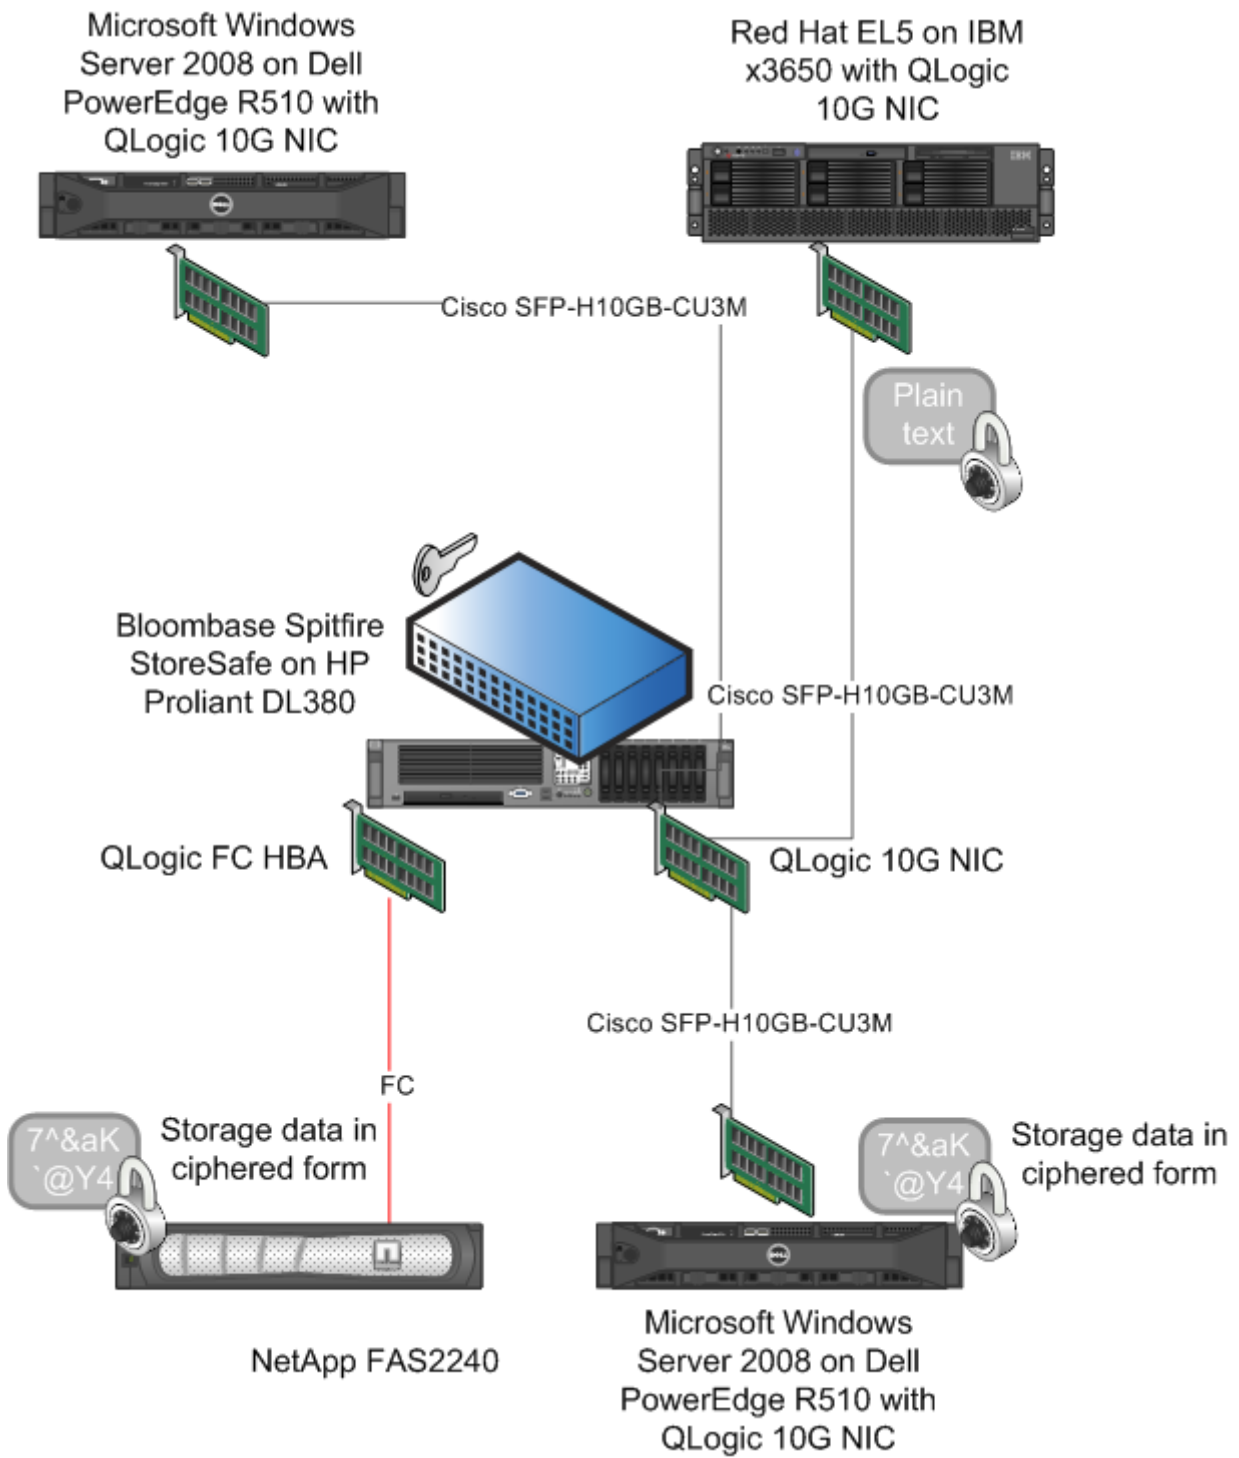 Microsoft Windows
Server 2008 on Dell
PowerEdge R510 with
QLogic 10G NIC
Red Hat EL5 on IBM
x3650 with QLogic
10G NIC
IBM
DELL
Cisco SFP-H10GB-CU3M
Plain
text
Bloombase Spitfire
StoreSafe on HP
Proliant DL380
Cisco SFP-H10GB-CU3M
QLogic FC HBA
QLogic 10G NIC
Cisco SFP-H10GB-CU3M
FC
7^&aK
`@Y4
Storage data in
ciphered form
7^&aK
`@Y4
Storage data in
ciphered form
DELL
NetApp FAS2240
Microsoft Windows
Server 2008 on Dell
PowerEdge R510 with
QLogic 10G NIC